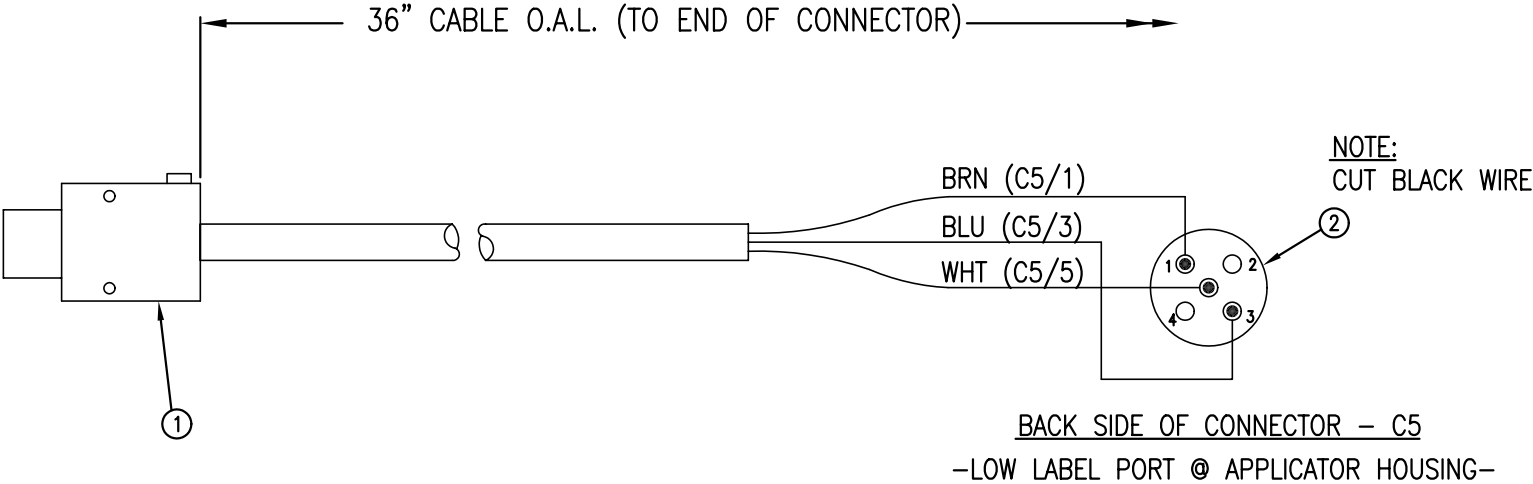 36” CABLE O.A.L. (TO END OF CONNECTOR)
NOTE:
CUT BLACK WIRE
BRN (C5/1)
BLU (C5/3)
WHT (C5/5)
2
1
2
4
3
1
BACK SIDE OF CONNECTOR – C5
–LOW LABEL PORT @ APPLICATOR HOUSING–